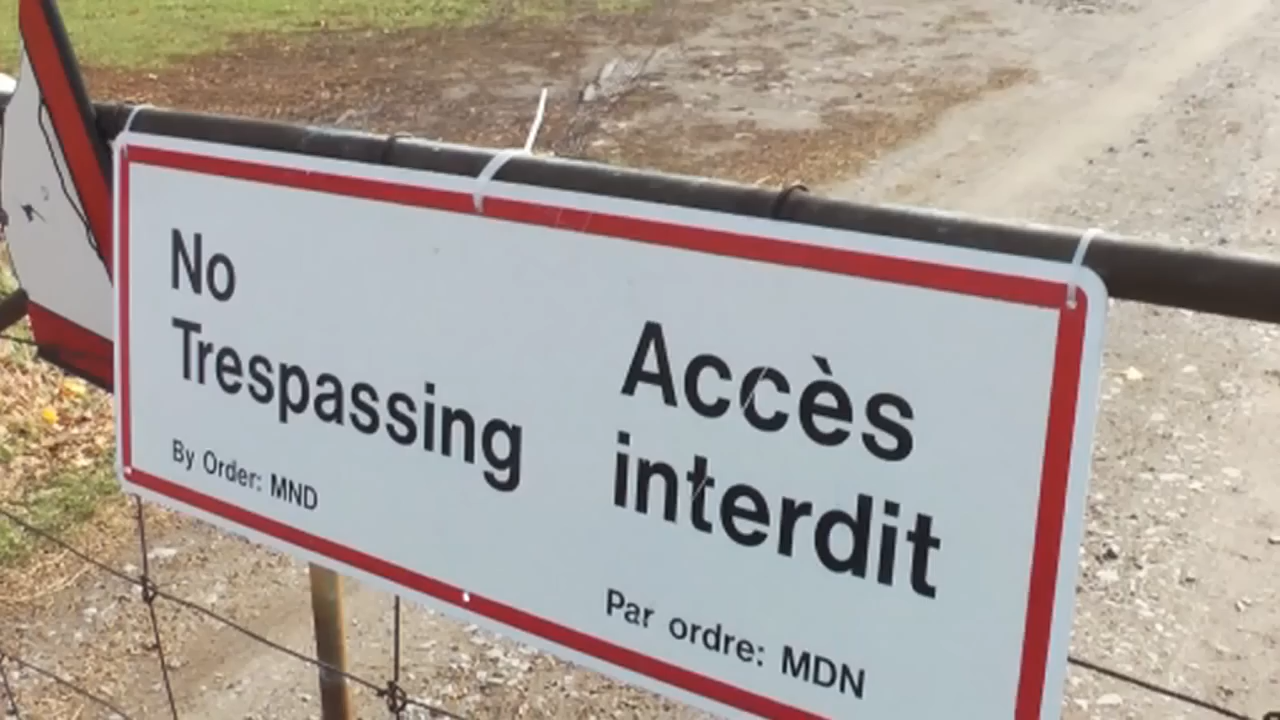 No
Trespassing
By Order: MND
Accès
interdit
Par ordre: MDN